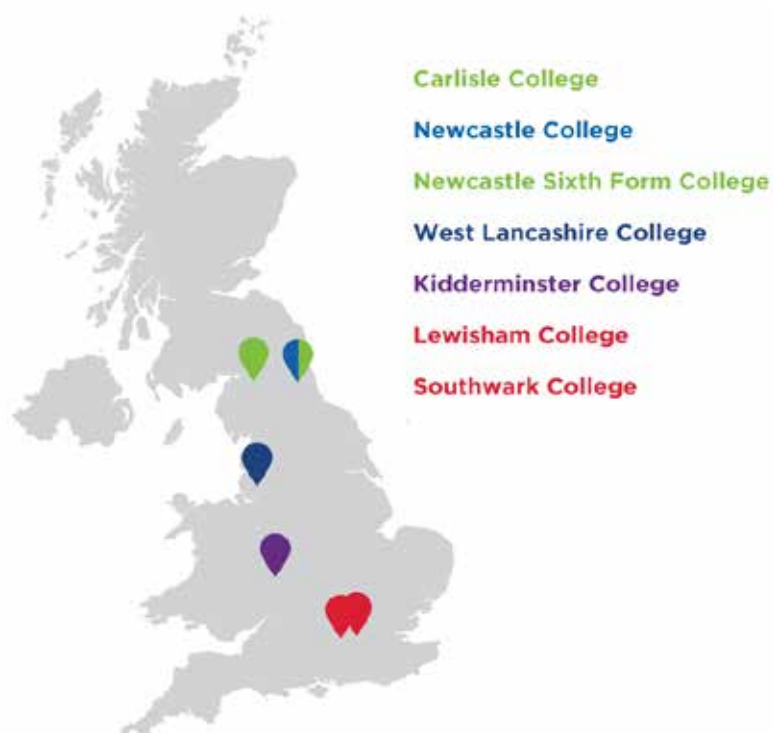 Carlisle College
Newcastle College
Newcastle Sixth Form College
West Lancashire College
Kidderminster College
Lewisham College
Southwark College